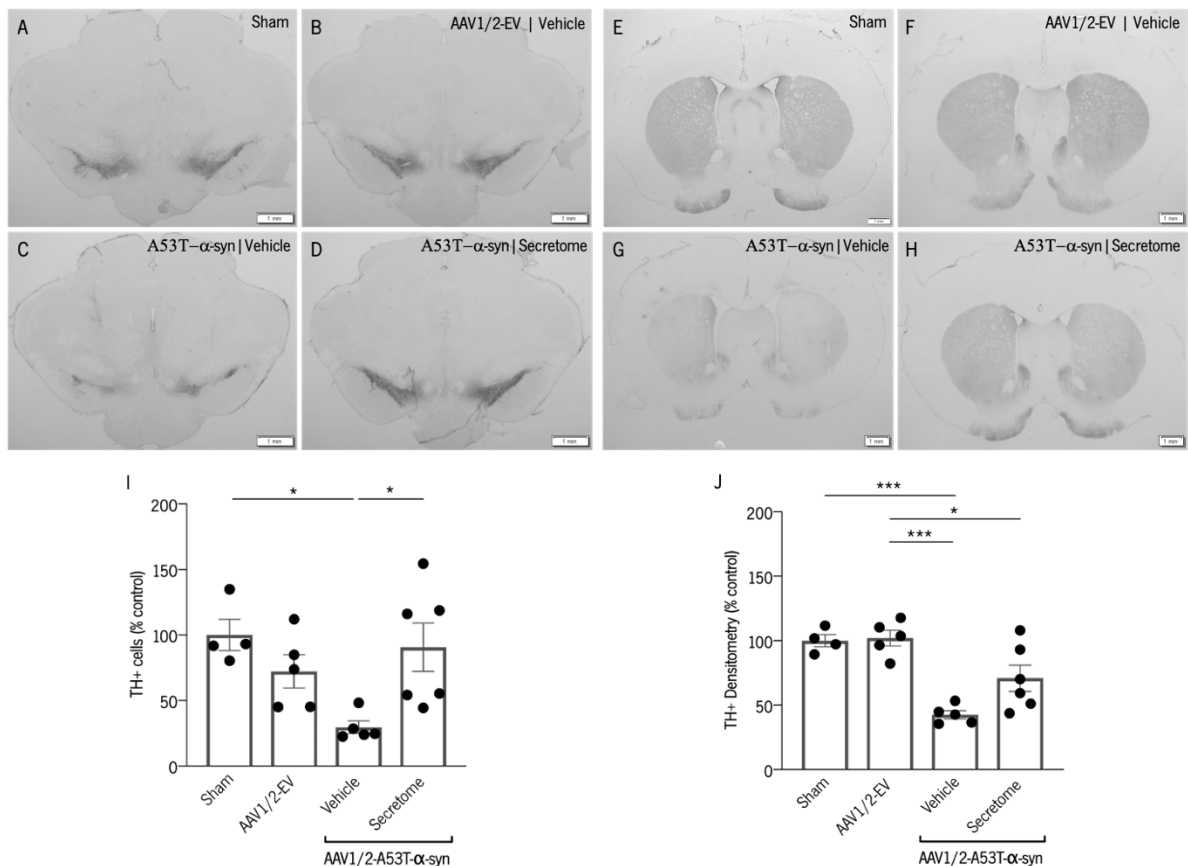 A
Sham
B
AAV1/2-EV | Vehicle
E
Sham
F
AAV1/2-EV | Vehicle
1 mm
1 mm
1 mm
1 mm
C
A53T–α-syn|Vehicle
D
A53T–α-syn|Secretome
G
A53T–α-syn|Vehicle
H
A53T–α-syn|Secretome
1 mm
1 mm
1 mm
1 mm
I
TH+ cells (% control)
200
150
100
50
0
*
*
Sham
AAV1/2-EV
Vehicle
Secretome
AAV1/2-A53T-α-syn
J
TH+ Densitometry (% control)
200
150
100
50
0
***
*
***
Sham
AAV1/2-EV
Vehicle
Secretome
AAV1/2-A53T-α-syn